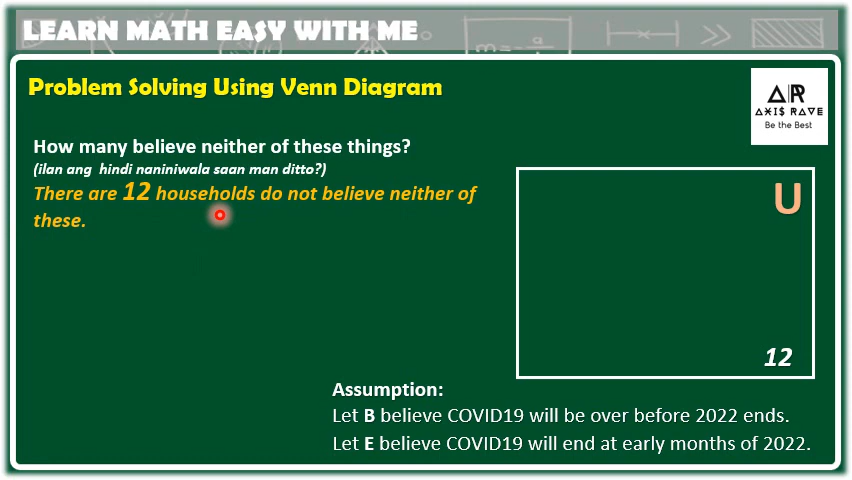 LEARN MATH EASY WITH ME
Problem Solving Using Venn Diagram
AR
AXI$ RAVE
Be the Best
How many believe neither of these things?
(ilan ang hindi naniniwala saan man ditto?)
There are 12 households do not believe neither of
these.
U
12
Assumption:
Let B believe COVID19 will be over before 2022 ends.
Let E believe COVID19 will end at early months of 2022.